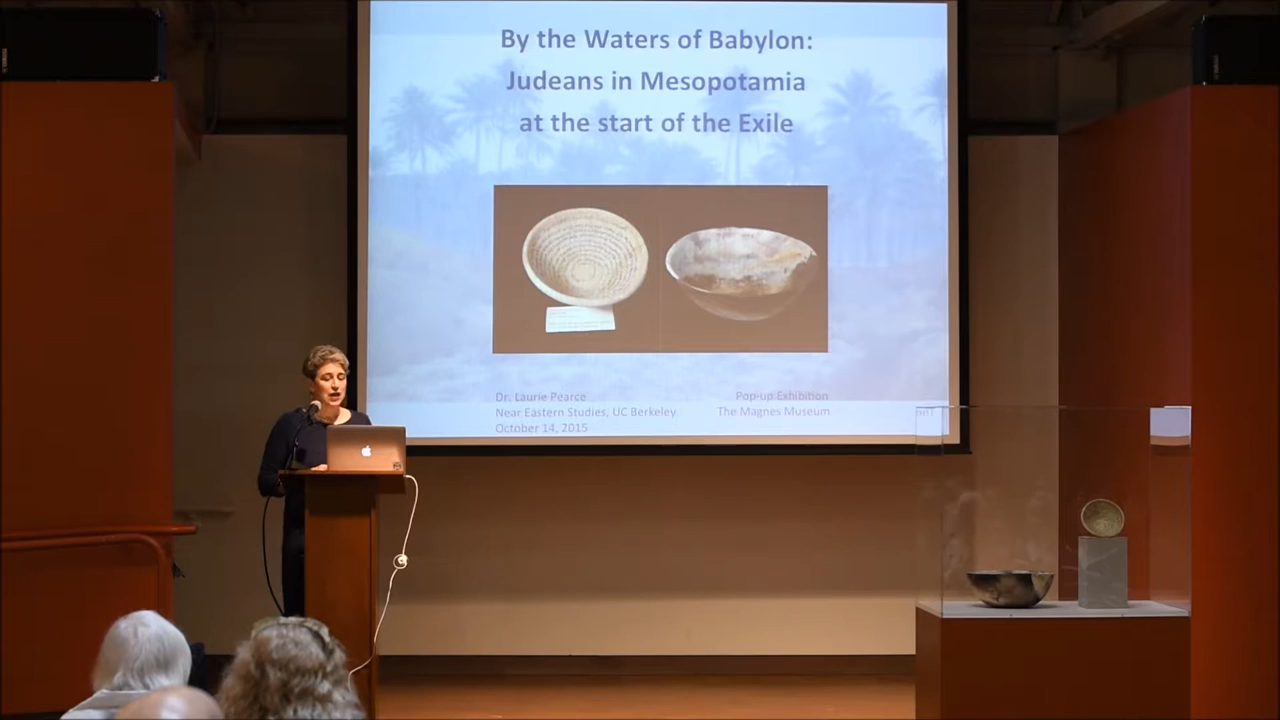 By the Waters of Babylon:
Judeans in Mesopotamia
at the start of the Exile
Dr. Laurie Pearce
Near Eastern Studies, UC Berkeley
October 14, 2015
Pop-up Exhibition
The Magnes Museum